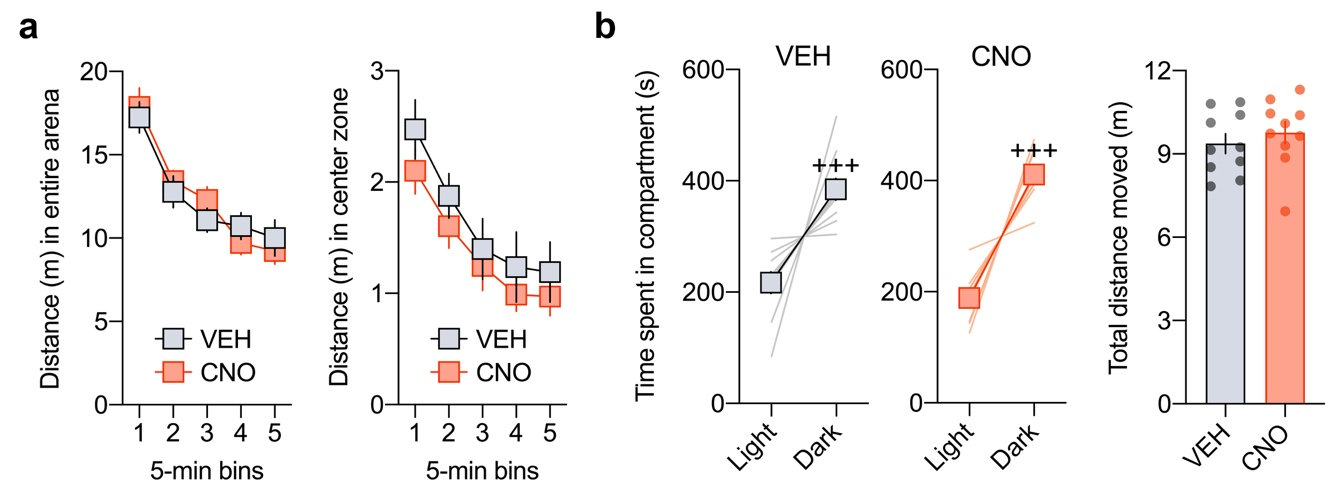 a
Distance (m) in entire arena
20
15
10
5
0
VEH
CNO
1 2 3 4 5
5-min bins
Distance (m) in center zone
3
2
1
0
VEH
CNO
1 2 3 4 5
5-min bins
b
Time spent in compartment (s)
VEH
600
400
200
0
+++
Light Dark
CNO
600
400
200
0
+++
Light Dark
Total distance moved (m)
12
9
6
3
0
VEH CNO